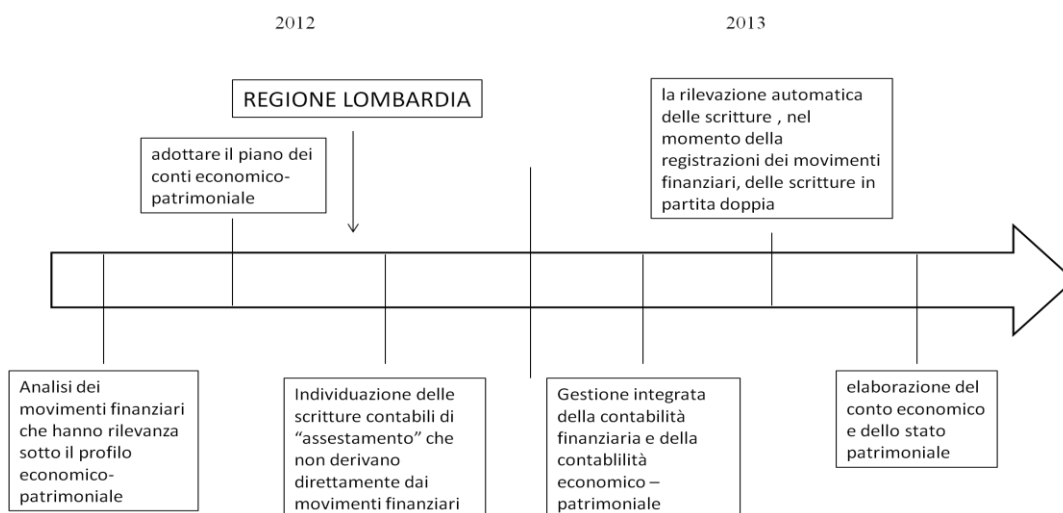 2012
2013
REGIONE LOMBARDIA
adottare il piano dei
conti economico-
patrimoniale
la rilevazione automatica
delle scritture , nel
momento della
registrazioni dei movimenti
finanziari, delle scritture in
partita doppia
Analisi dei
movimenti finanziari
che hanno rilevanza
sotto il profilo
economico-
patrimoniale
Individuazione delle
scritture contabili di
“assestamento” che
non derivano
direttamente dai
movimenti finanziari
Gestione integrata
della contabilità
finanziaria e della
contablilità
economico –
patrimoniale
elaborazione del
conto economico
e dello stato
patrimoniale